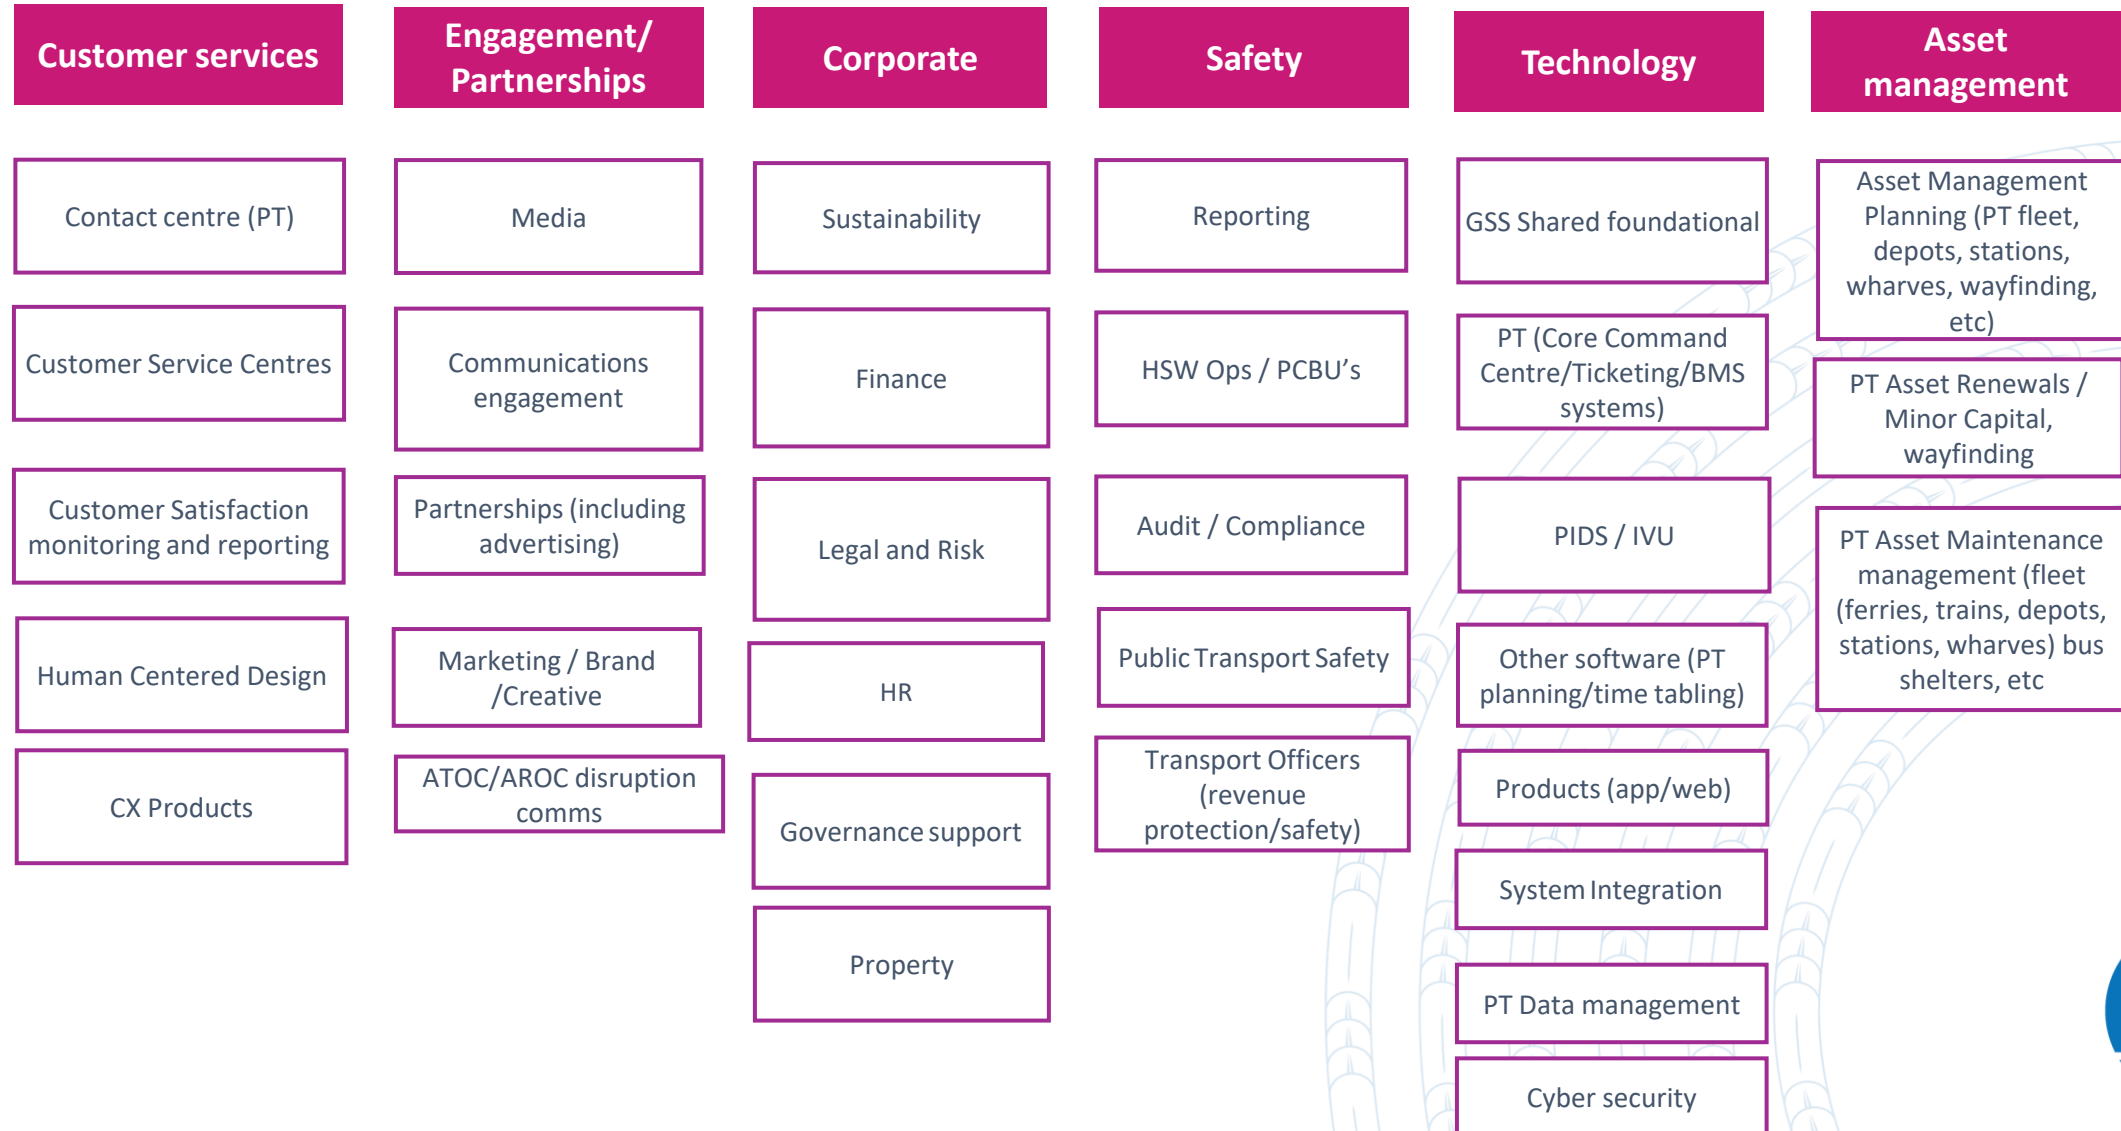 Customer services
Engagement/
Partnerships
Corporate
Safety
Technology
Asset
management
Contact centre (PT)
Customer Service Centres
Customer Satisfaction
monitoring and reporting
Human Centered Design
CX Products
Media
Communications
engagement
Partnerships (including
advertising)
Marketing / Brand
/Creative
ATOC/AROC disruption
comms
Sustainability
Finance
Legal and Risk
HR
Governance support
Property
Reporting
HSW Ops / PCBU’s
Audit / Compliance
Public Transport Safety
Transport Officers
(revenue
protection/safety)
GSS Shared foundational
PT (Core Command
Centre/Ticketing/BMS
systems)
PIDS / IVU
Other software (PT
planning/time tabling)
Products (app/web)
System Integration
PT Data management
Cyber security
Asset Management
Planning (PT fleet,
depots, stations,
wharves, wayfinding,
etc)
PT Asset Renewals /
Minor Capital,
wayfinding
PT Asset Maintenance
management (fleet
(ferries, trains, depots,
stations, wharves) bus
shelters, etc